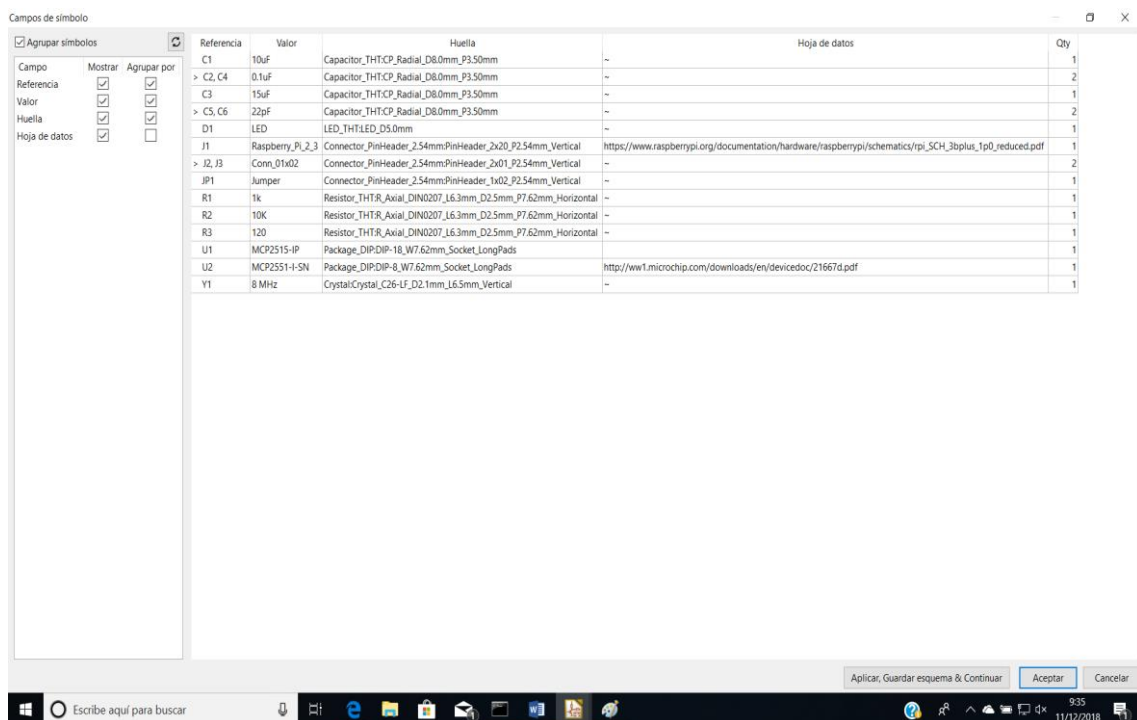 Campos de símbolo
Agrupar símbolos
Campo Mostrar Agrupar por
Referencia
Valor
Huella
Hoja de datos
Referencia Valor Huella Hoja de datos Qty
C1 10uF Capacitor_THT:CP_Radial_D8.0mm_P3.50mm ~ 1
> C2, C4 0.1uF Capacitor_THT:CP_Radial_D8.0mm_P3.50mm ~ 2
C3 15uF Capacitor_THT:CP_Radial_D8.0mm_P3.50mm ~ 1
> C5, C6 22pF Capacitor_THT:CP_Radial_D8.0mm_P3.50mm ~ 2
D1 LED LED_THT:LED_D5.0mm ~ 1
J1 Raspberry_Pi_2_3 Connector_PinHeader_2.54mm:PinHeader_2x20_P2.54mm_Vertical https://www.raspberrypi.org/documentation/hardware/raspberrypi/schematics/rpi_SCH_3bplus_1p0_reduced.pdf 1
> J2, J3 Conn_01x02 Connector_PinHeader_2.54mm:PinHeader_2x01_P2.54mm_Vertical ~ 2
JP1 Jumper Connector_PinHeader_2.54mm:PinHeader_1x02_P2.54mm_Vertical ~ 1
R1 1k Resistor_THT:R_Axial_DIN0207_L6.3mm_D2.5mm_P7.62mm_Horizontal ~ 1
R2 10K Resistor_THT:R_Axial_DIN0207_L6.3mm_D2.5mm_P7.62mm_Horizontal ~ 1
R3 120 Resistor_THT:R_Axial_DIN0207_L6.3mm_D2.5mm_P7.62mm_Horizontal ~ 1
U1 MCP2515-IP Package_DIP:DIP-18_W7.62mm_Socket_LongPads 1
U2 MCP2551-I-SN Package_DIP:DIP-8_W7.62mm_Socket_LongPads http://ww1.microchip.com/downloads/en/devicedoc/21667d.pdf 1
Y1 8 MHz Crystal:Crystal_C26-LF_D2.1mm_L6.5mm_Vertical ~ 1
Aplicar, Guardar esquema & Continuar Aceptar Cancelar
Escribe aquí para buscar
9:35
11/12/2018